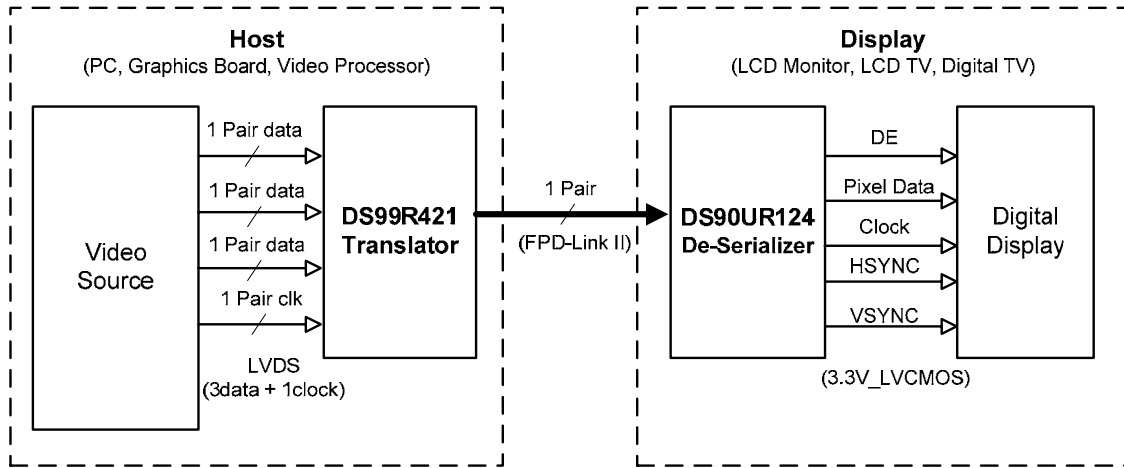 Host
(PC, Graphics Board, Video Processor)
Video
Source
1 Pair data
1 Pair data
1 Pair data
1 Pair clk
LVDS
(3data + 1clock)
DS99R421
Translator
1 Pair
(FPD-Link II)
Display
(LCD Monitor, LCD TV, Digital TV)
DS90UR124
De-Serializer
DE
Pixel Data
Clock
HSYNC
VSYNC
(3.3V_LVCMOS)
Digital
Display